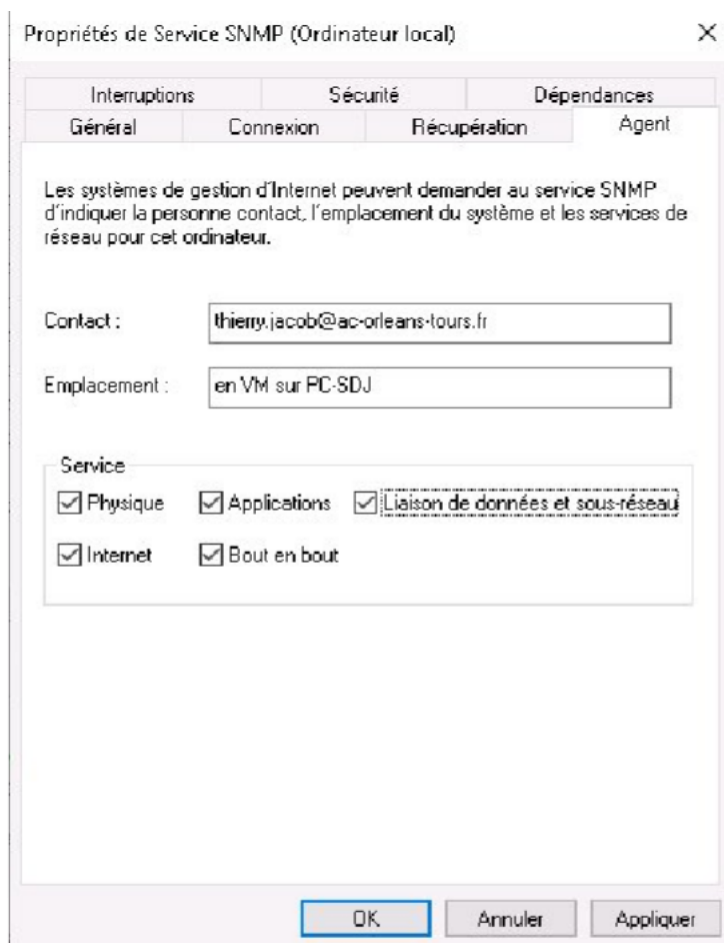 Propriétés de Service SNMP (Ordinateur local)
Interruptions Sécurité Dépendances
Général Connexion Récupération Agent
Les systèmes de gestion d'Internet peuvent demander au service SNMP
d'indiquer la personne contact, l'emplacement du système et les services de
réseau pour cet ordinateur.
Contact : thierry.jacob@ac-orleans-tours.fr
Emplacement : en VM sur PC-SDJ
Service
Physique Applications Liaison de données et sous-réseau
Internet Bout en bout
OK Annuler Appliquer